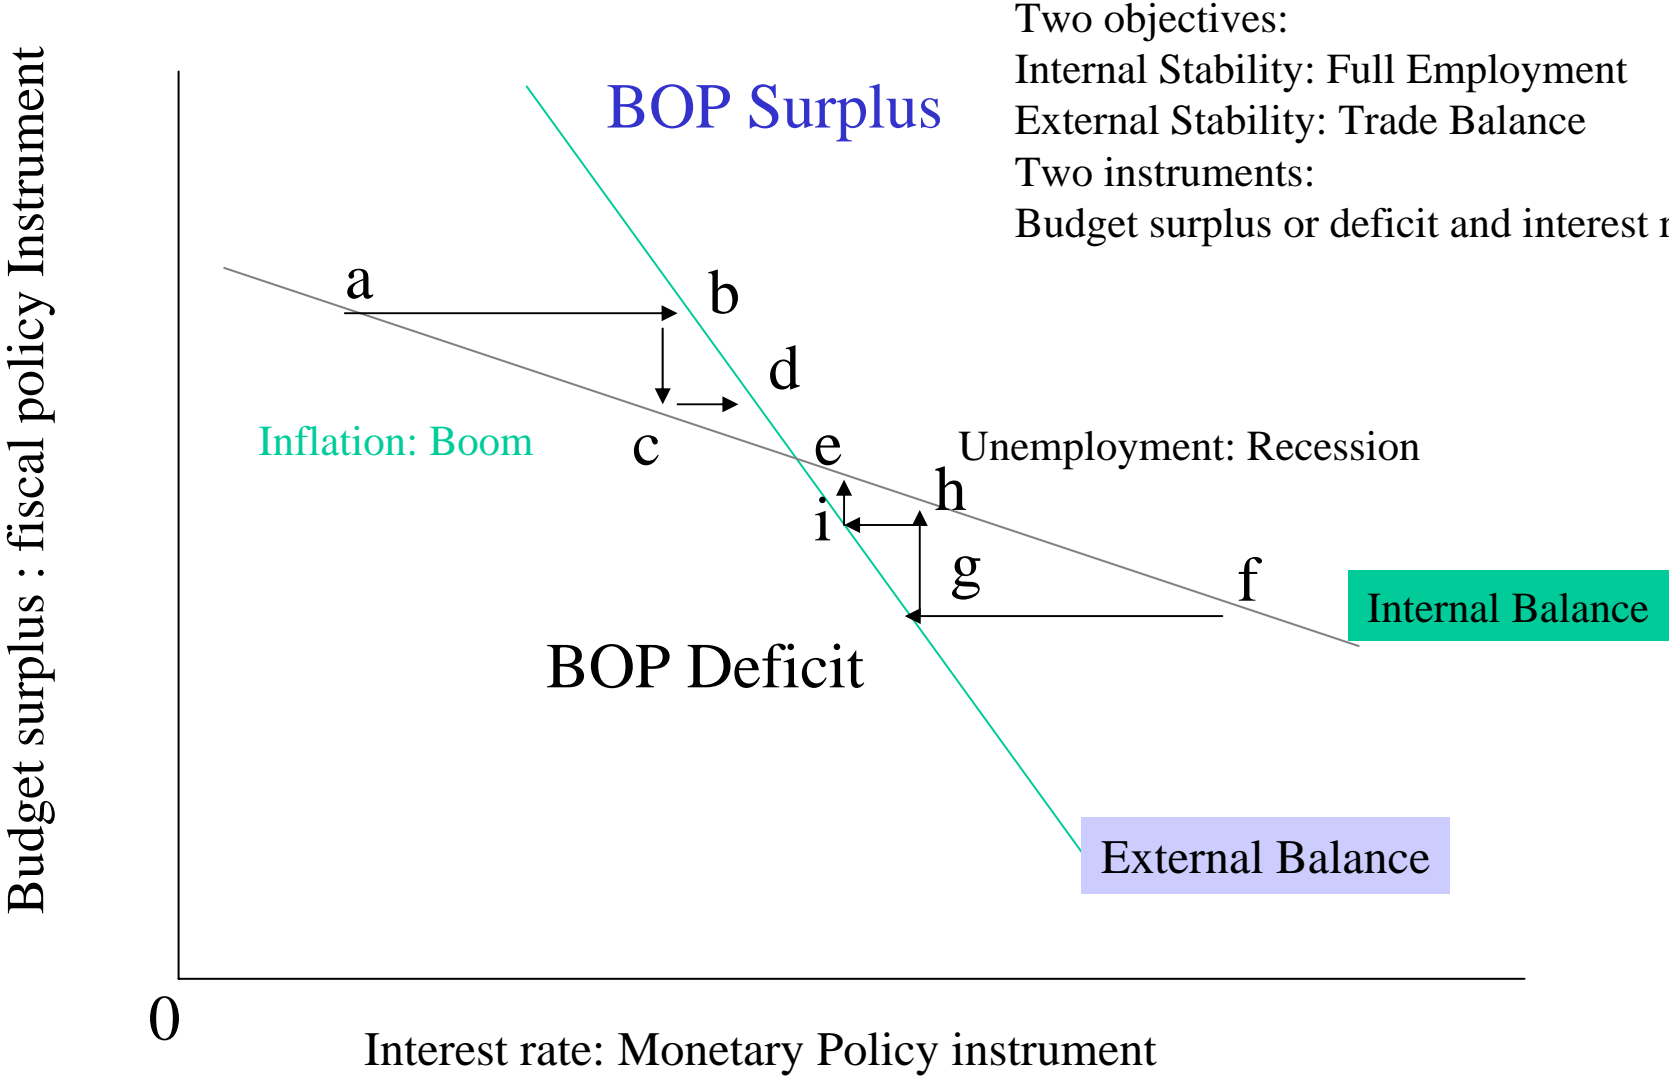 Two objectives:
Internal Stability: Full Employment
External Stability: Trade Balance
Two instruments:
Budget surplus or deficit and interest r
BOP Surplus
Budget surplus : fiscal policy Instrument
a
b
d
c
e
Inflation: Boom
Unemployment: Recession
h
i
g
f
Internal Balance
BOP Deficit
External Balance
0
Interest rate: Monetary Policy instrument